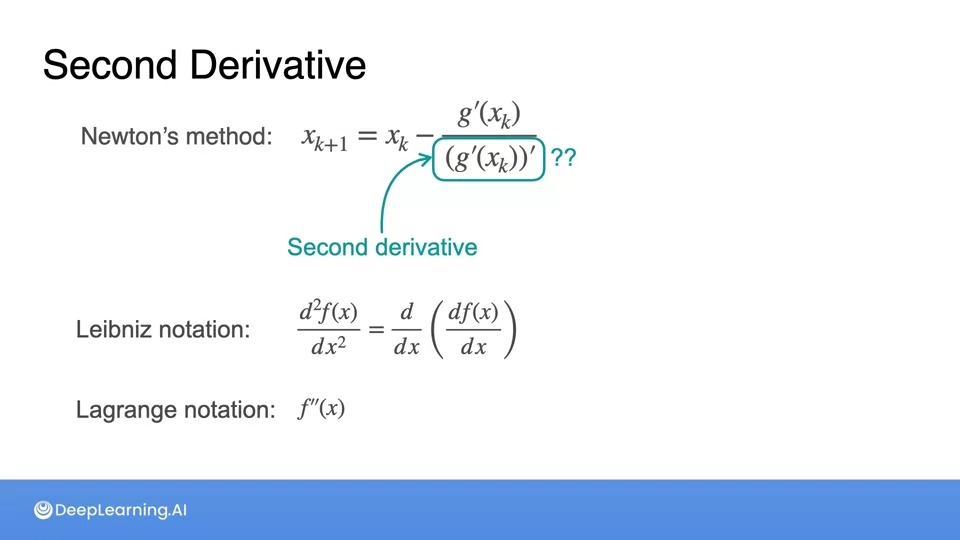 Second Derivative
Newton's method: $x_{k+1} = x_k - \frac{g'(x_k)}{(g'(x_k))'}$ ??
Second derivative
Leibniz notation: $\frac{d^2f(x)}{dx^2} = \frac{d}{dx}\left(\frac{df(x)}{dx}\right)$
Lagrange notation: $f''(x)$
DeepLearning.AI